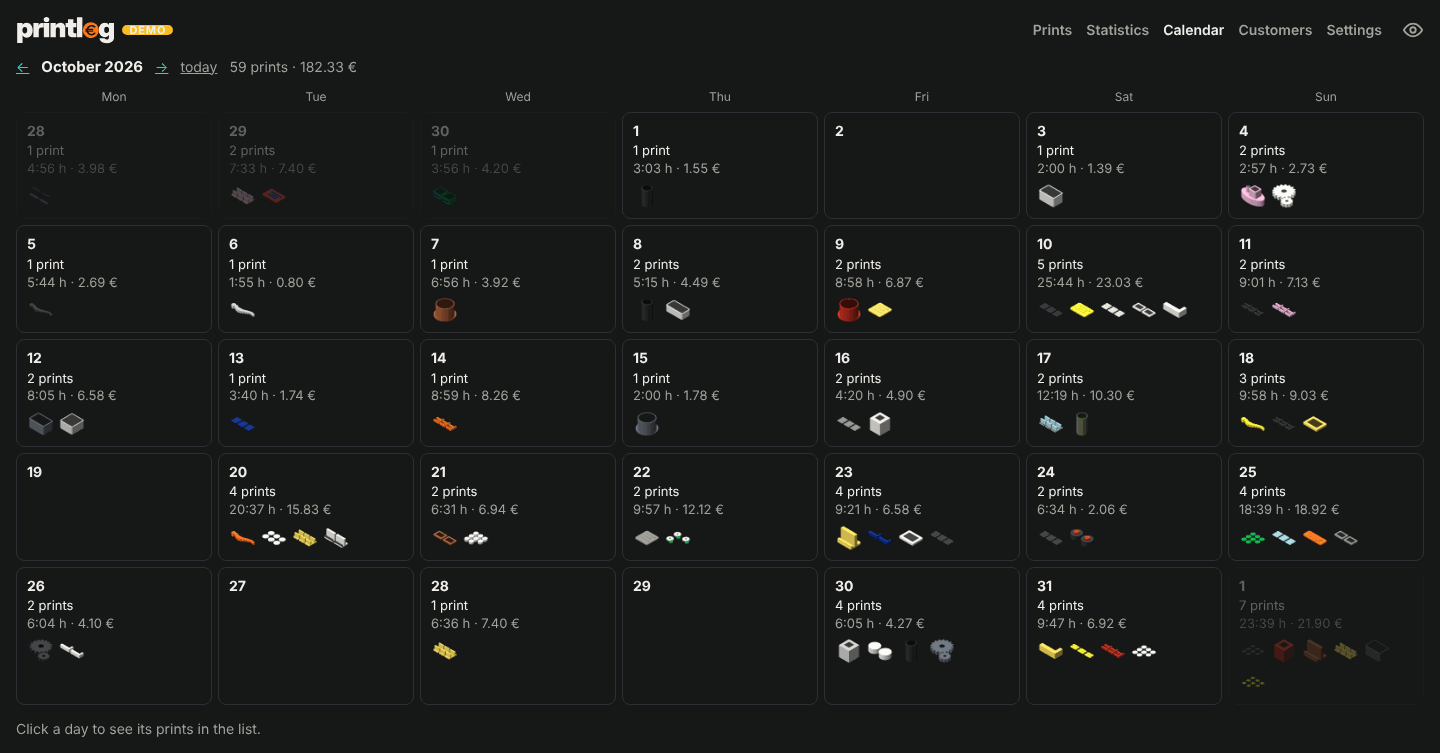 printlog DEMO
Prints Statistics Calendar Customers Settings
← October 2026 → today 59 prints · 182.33 €
Mon Tue Wed Thu Fri Sat Sun
28
1 print
4:56 h · 3.98 €
29
2 prints
7:33 h · 7.40 €
30
1 print
3:56 h · 4.20 €
1
1 print
3:03 h · 1.55 €
2
3
1 print
2:00 h · 1.39 €
4
2 prints
2:57 h · 2.73 €
5
1 print
5:44 h · 2.69 €
6
1 print
1:55 h · 0.80 €
7
1 print
6:56 h · 3.92 €
8
2 prints
5:15 h · 4.49 €
9
2 prints
8:58 h · 6.87 €
10
5 prints
25:44 h · 23.03 €
11
2 prints
9:01 h · 7.13 €
12
2 prints
8:05 h · 6.58 €
13
1 print
3:40 h · 1.74 €
14
1 print
8:59 h · 8.26 €
15
1 print
2:00 h · 1.78 €
16
2 prints
4:20 h · 4.90 €
17
2 prints
12:19 h · 10.30 €
18
3 prints
9:58 h · 9.03 €
19
20
4 prints
20:37 h · 15.83 €
21
2 prints
6:31 h · 6.94 €
22
2 prints
9:57 h · 12.12 €
23
4 prints
9:21 h · 6.58 €
24
2 prints
6:34 h · 2.06 €
25
4 prints
18:39 h · 18.92 €
26
2 prints
6:04 h · 4.10 €
27
28
1 print
6:36 h · 7.40 €
29
30
4 prints
6:05 h · 4.27 €
31
4 prints
9:47 h · 6.92 €
1
7 prints
23:39 h · 21.90 €
Click a day to see its prints in the list.